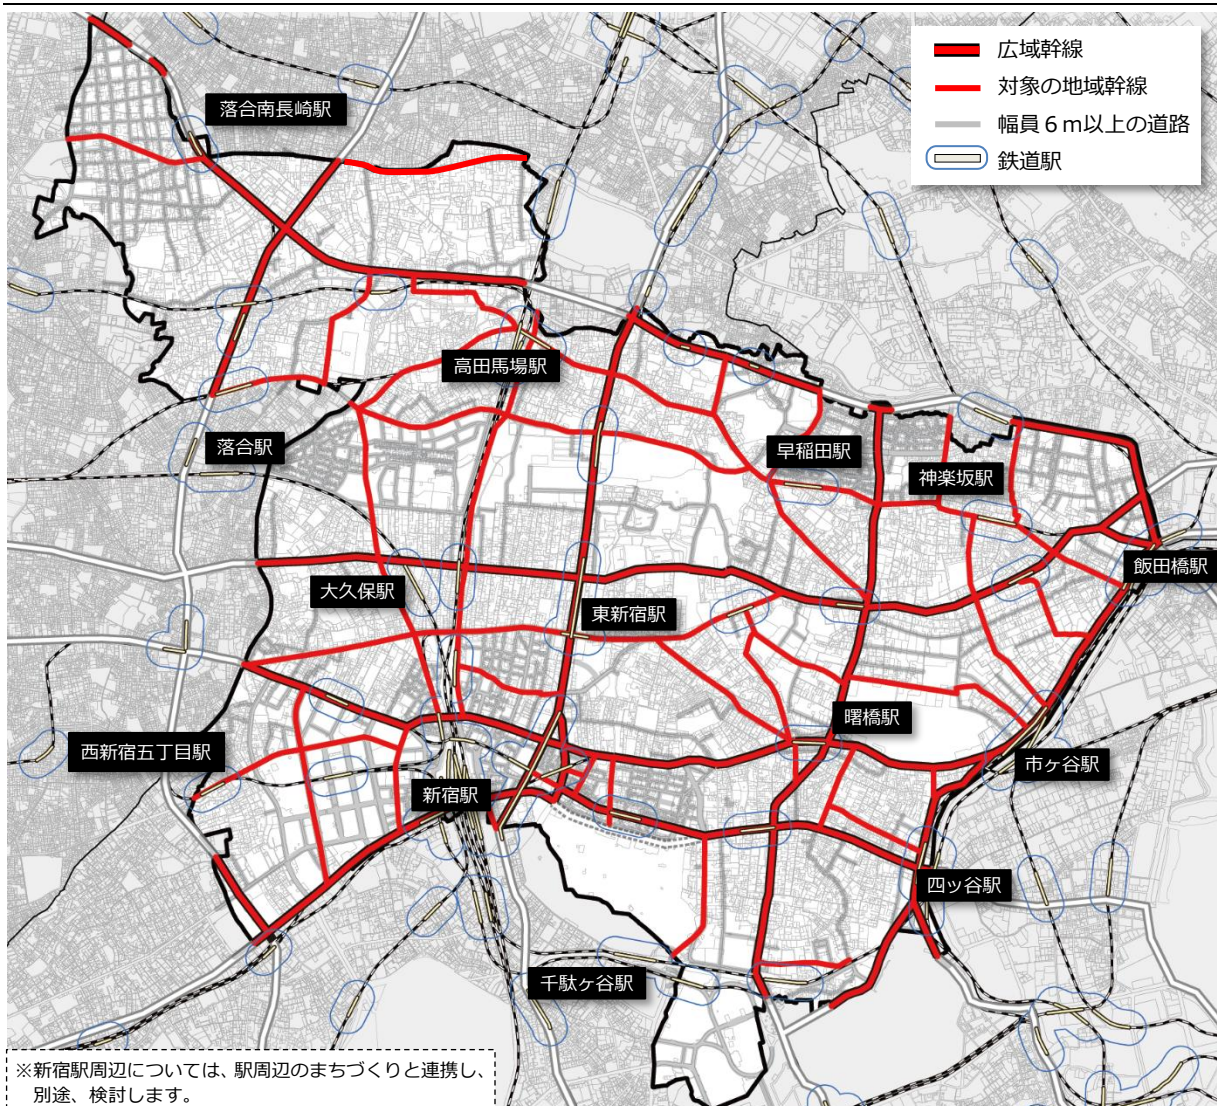 広域幹線
対象の地域幹線
幅員６ｍ以上の道路
鉄道駅
落合南長崎駅
高田馬場駅
落合駅
早稲田駅
神楽坂駅
飯田橋駅
大久保駅
東新宿駅
曙橋駅
西新宿五丁目駅
市ヶ谷駅
新宿駅
四ッ谷駅
千駄ヶ谷駅
※新宿駅周辺については、駅周辺のまちづくりと連携し、
別途、検討します。